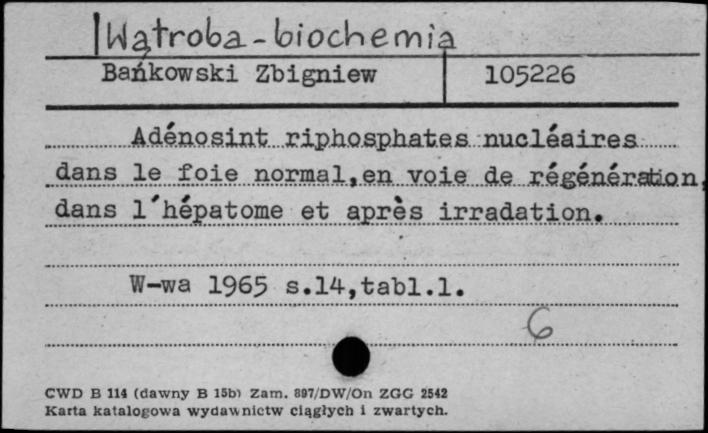 Wątroba-biochemia
Bańkowski Zbigniew 105226
Adénosint riphosphates nucléaires
dans le foie normal,en voie de régénération,
dans l'hépatome et après irradation.
W-wa 1965 s.14,tabl.1.
6
CWD B 114 (dawny B 15b) Zam. 897/DW/On ZGG 2542
Karta katalogowa wydawnictw ciągłych i zwartych.